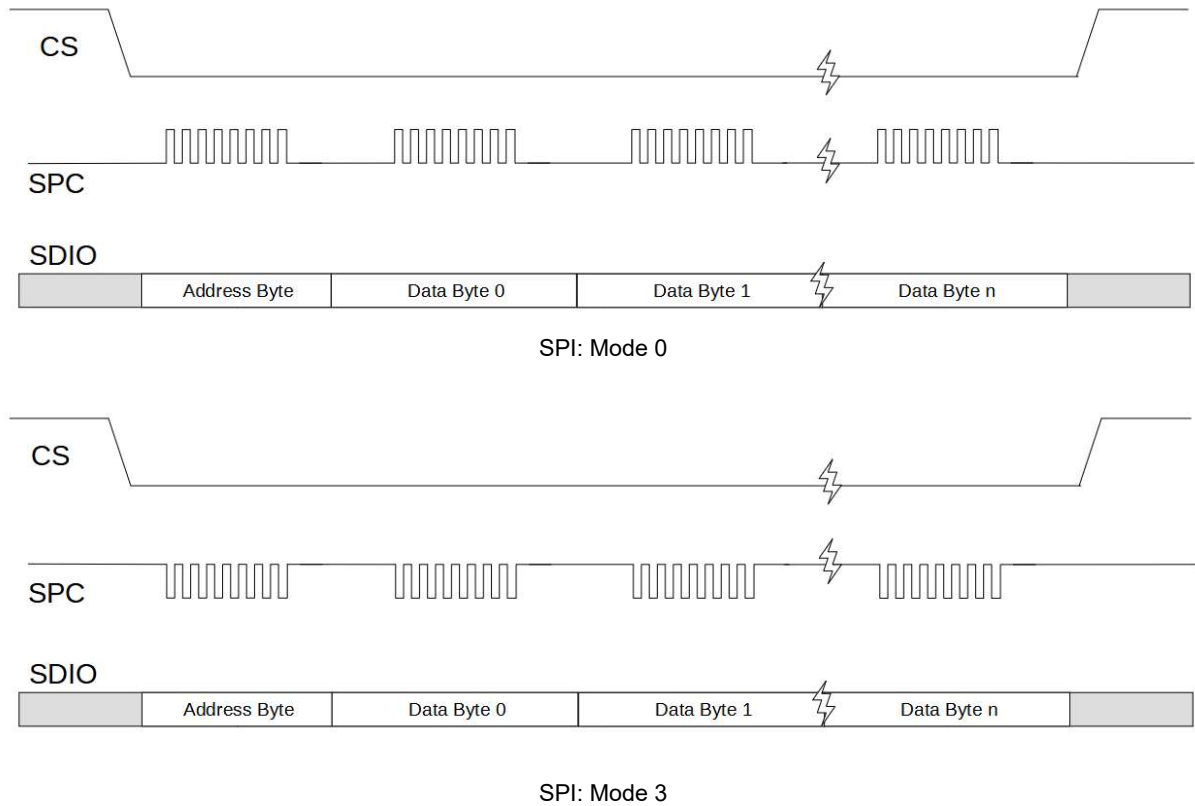 CS
SPC
SDIO
Address Byte Data Byte 0 Data Byte 1 Data Byte n
SPI: Mode 0
CS
SPC
SDIO
Address Byte Data Byte 0 Data Byte 1 Data Byte n
SPI: Mode 3